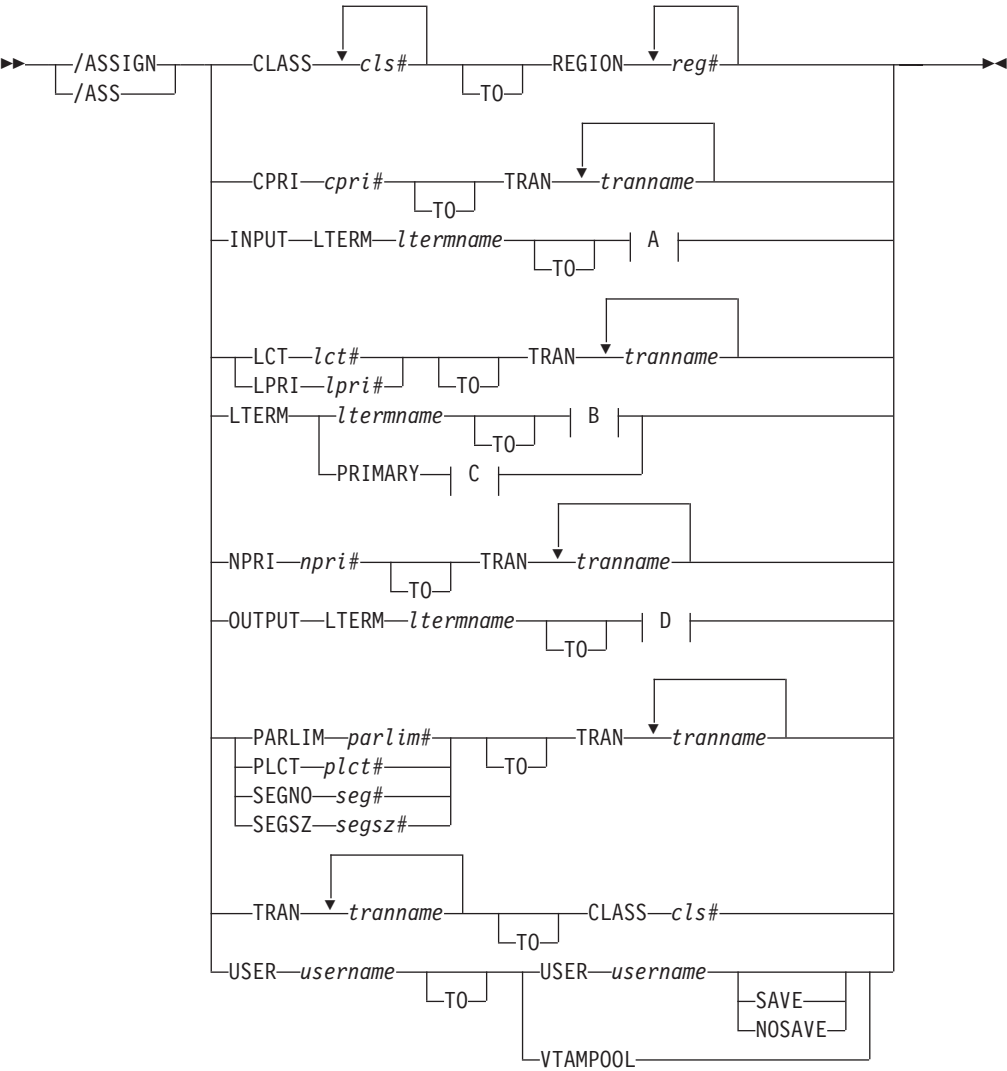 /ASSIGN CLASS cls# REGION reg#
/ASS TO
CPRI cpri# TRAN tranname
TO
INPUT LTERM ltermname A
TO
LCT lct# TRAN tranname
LPRI lpri# TO
LTERM ltermname B
TO
PRIMARY C
NPRI npri# TRAN tranname
TO
OUTPUT LTERM ltermname D
TO
PARLIM parlim# TRAN tranname
PLCT plct# TO
SEGNO seg#
SEGSZ segsz#
TRAN tranname CLASS cls#
TO
USER username USER username
TO SAVE
NOSAVE
VTAMPOOL